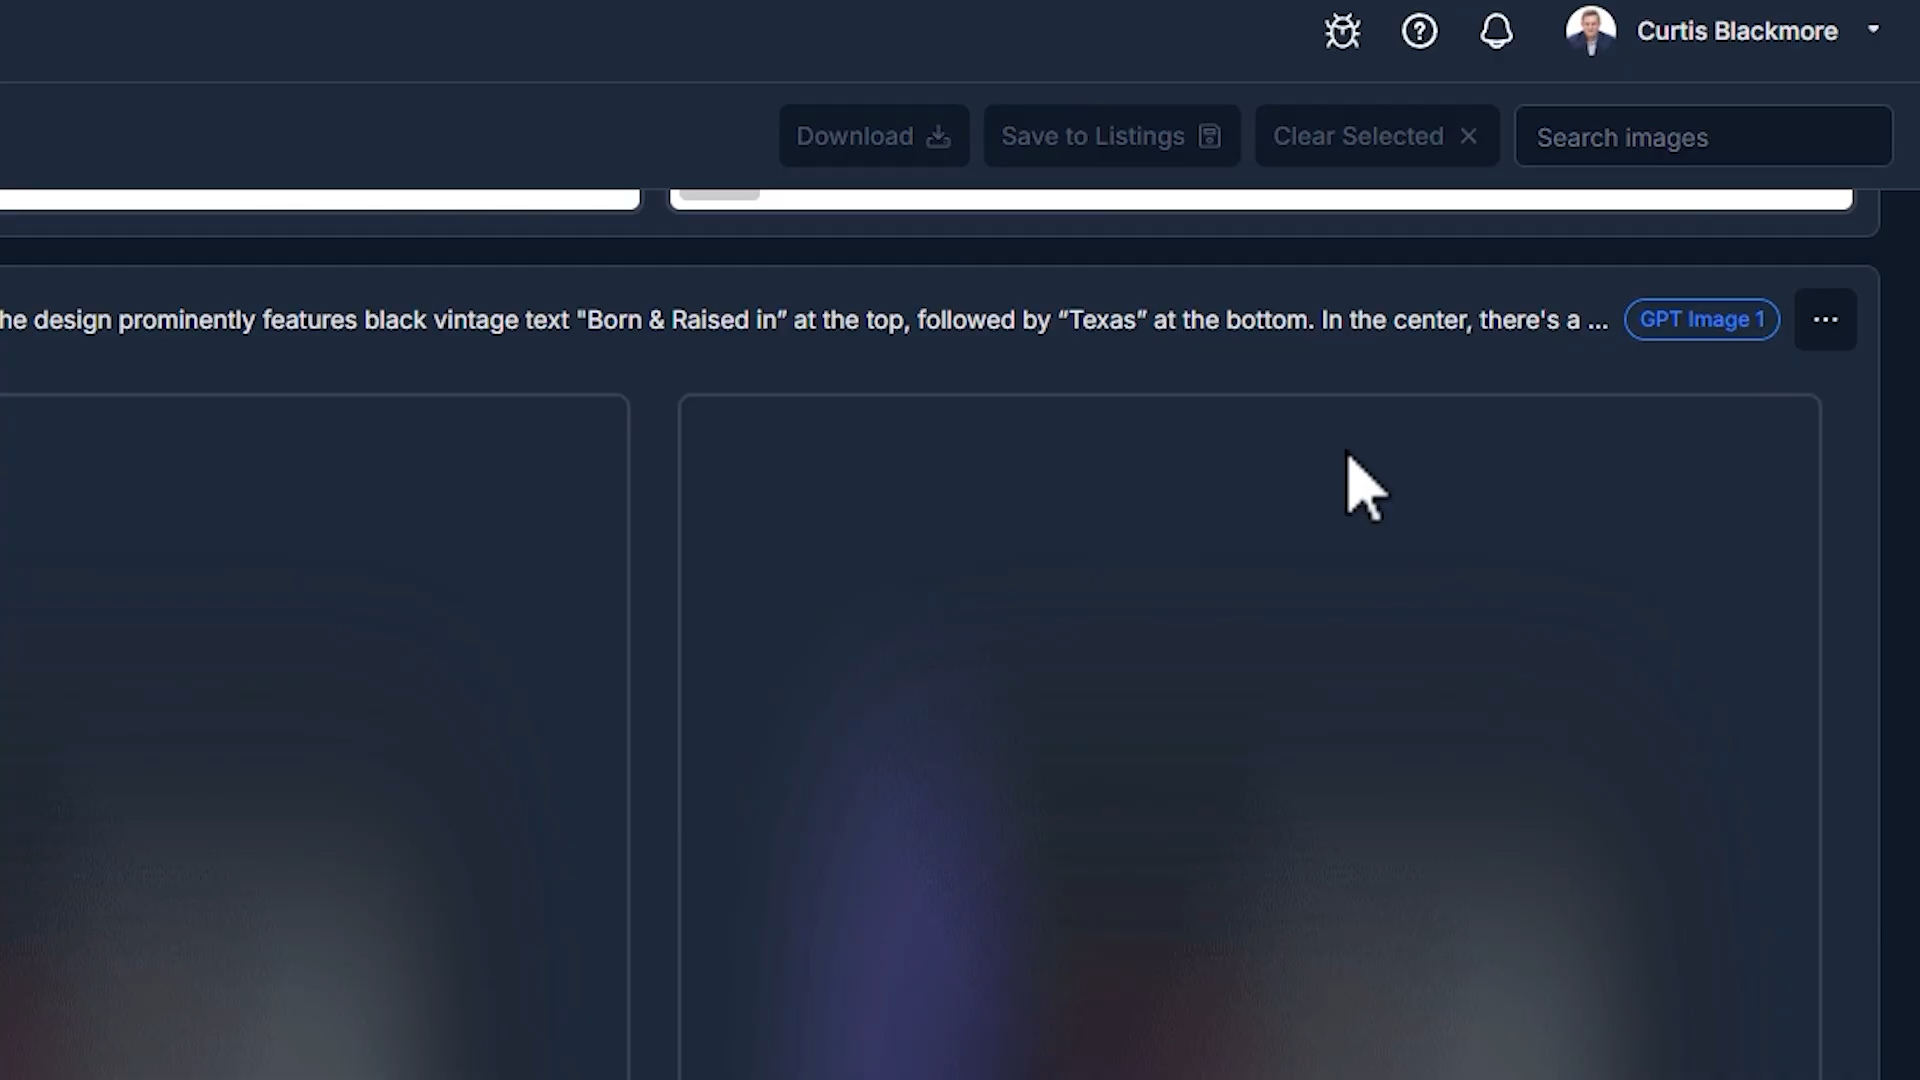 Curtis Blackmore
Download
Save to Listings
Clear Selected
Search images
he design prominently features black vintage text "Born & Raised in” at the top, followed by “Texas” at the bottom. In the center, there's a ...
GPT Image 1